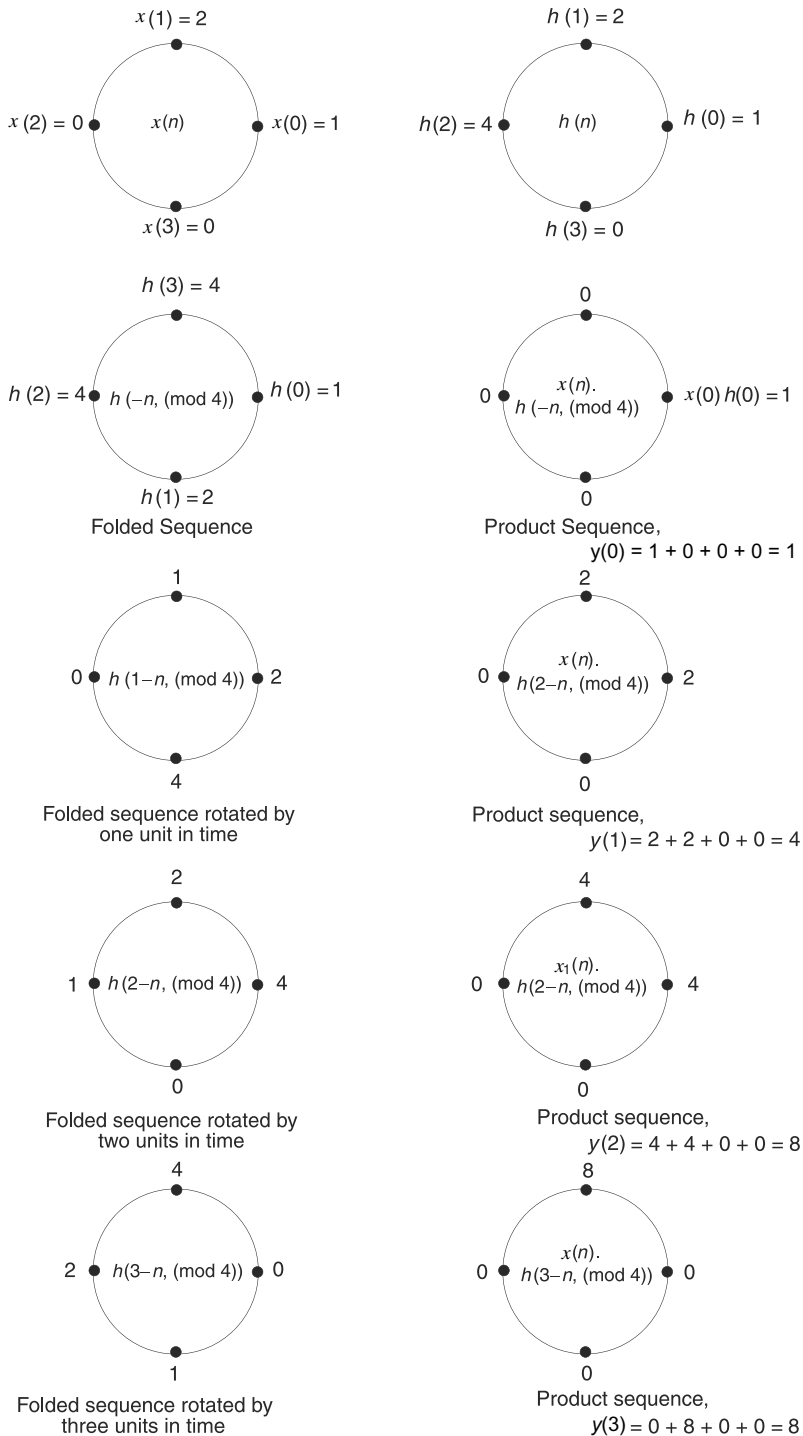 x(1) = 2
x(2) = 0
x(n)
x(0) = 1
x(3) = 0
h (1) = 2
h(2) = 4
h (n)
h (0) = 1
h (3) = 0
h (3) = 4
h (2) = 4
h (–n, (mod 4))
h (0) = 1
h (1) = 2
Folded Sequence
0
0
x(n).
h (–n, (mod 4))
x(0) h(0) = 1
0
Product Sequence,
y(0) = 1 + 0 + 0 + 0 = 1
1
0
h (1–n, (mod 4))
2
4
Folded sequence rotated by
one unit in time
2
0
x(n).
h(2–n, (mod 4))
2
0
Product sequence,
y(1) = 2 + 2 + 0 + 0 = 4
2
1
h(2–n, (mod 4))
4
0
Folded sequence rotated by
two units in time
4
0
x₁(n).
h(2–n, (mod 4))
4
0
Product sequence,
y(2) = 4 + 4 + 0 + 0 = 8
4
2
h(3–n, (mod 4))
0
1
Folded sequence rotated by
three units in time
8
0
x(n).
h(3–n, (mod 4))
0
0
Product sequence,
y(3) = 0 + 8 + 0 + 0 = 8